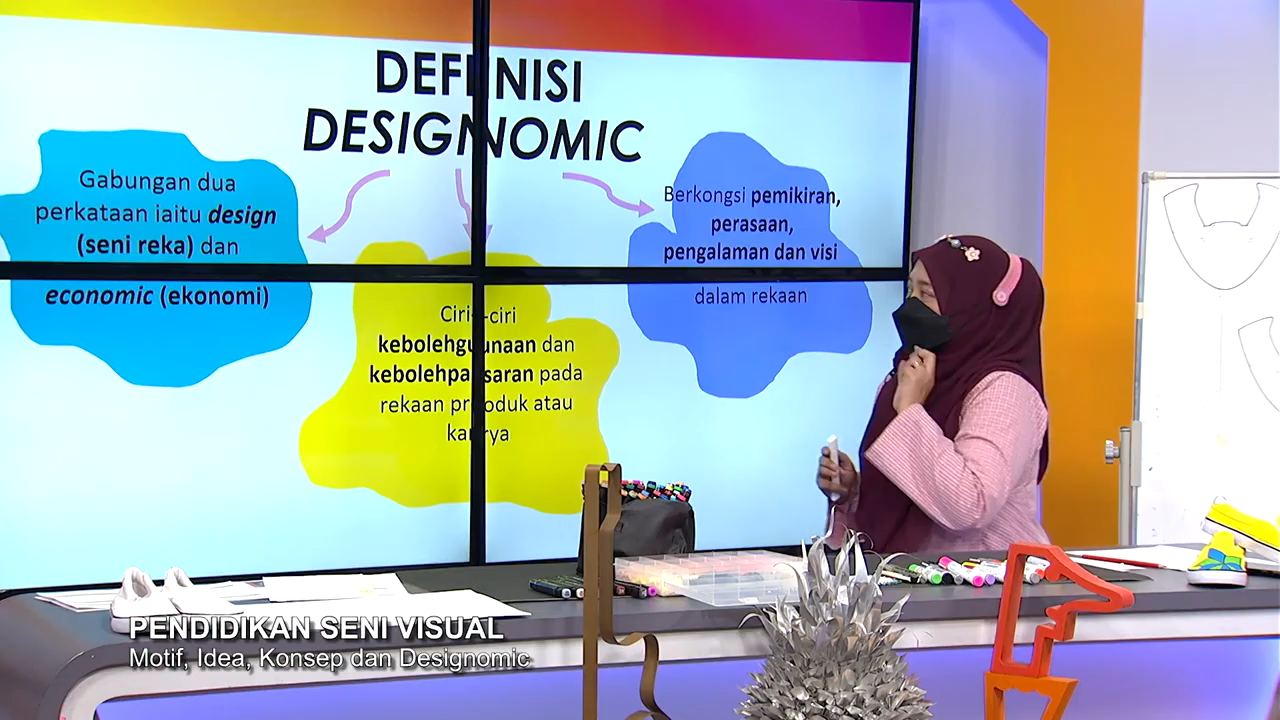 DEFENISI
DESIGNOMIC
Gabungan dua
perkataan iaitu design
(seni reka) dan
economic (ekonomi)
Ciri-ciri
kebolehgunaan dan
kebolehpasaran pada
rekaan produk atau
karya
Berkongsi pemikiran,
perasaan,
pengalaman dan visi
dalam rekaan
PENDIDIKAN SENI VISUAL
Motif, Idea, Konsep dan Designomic